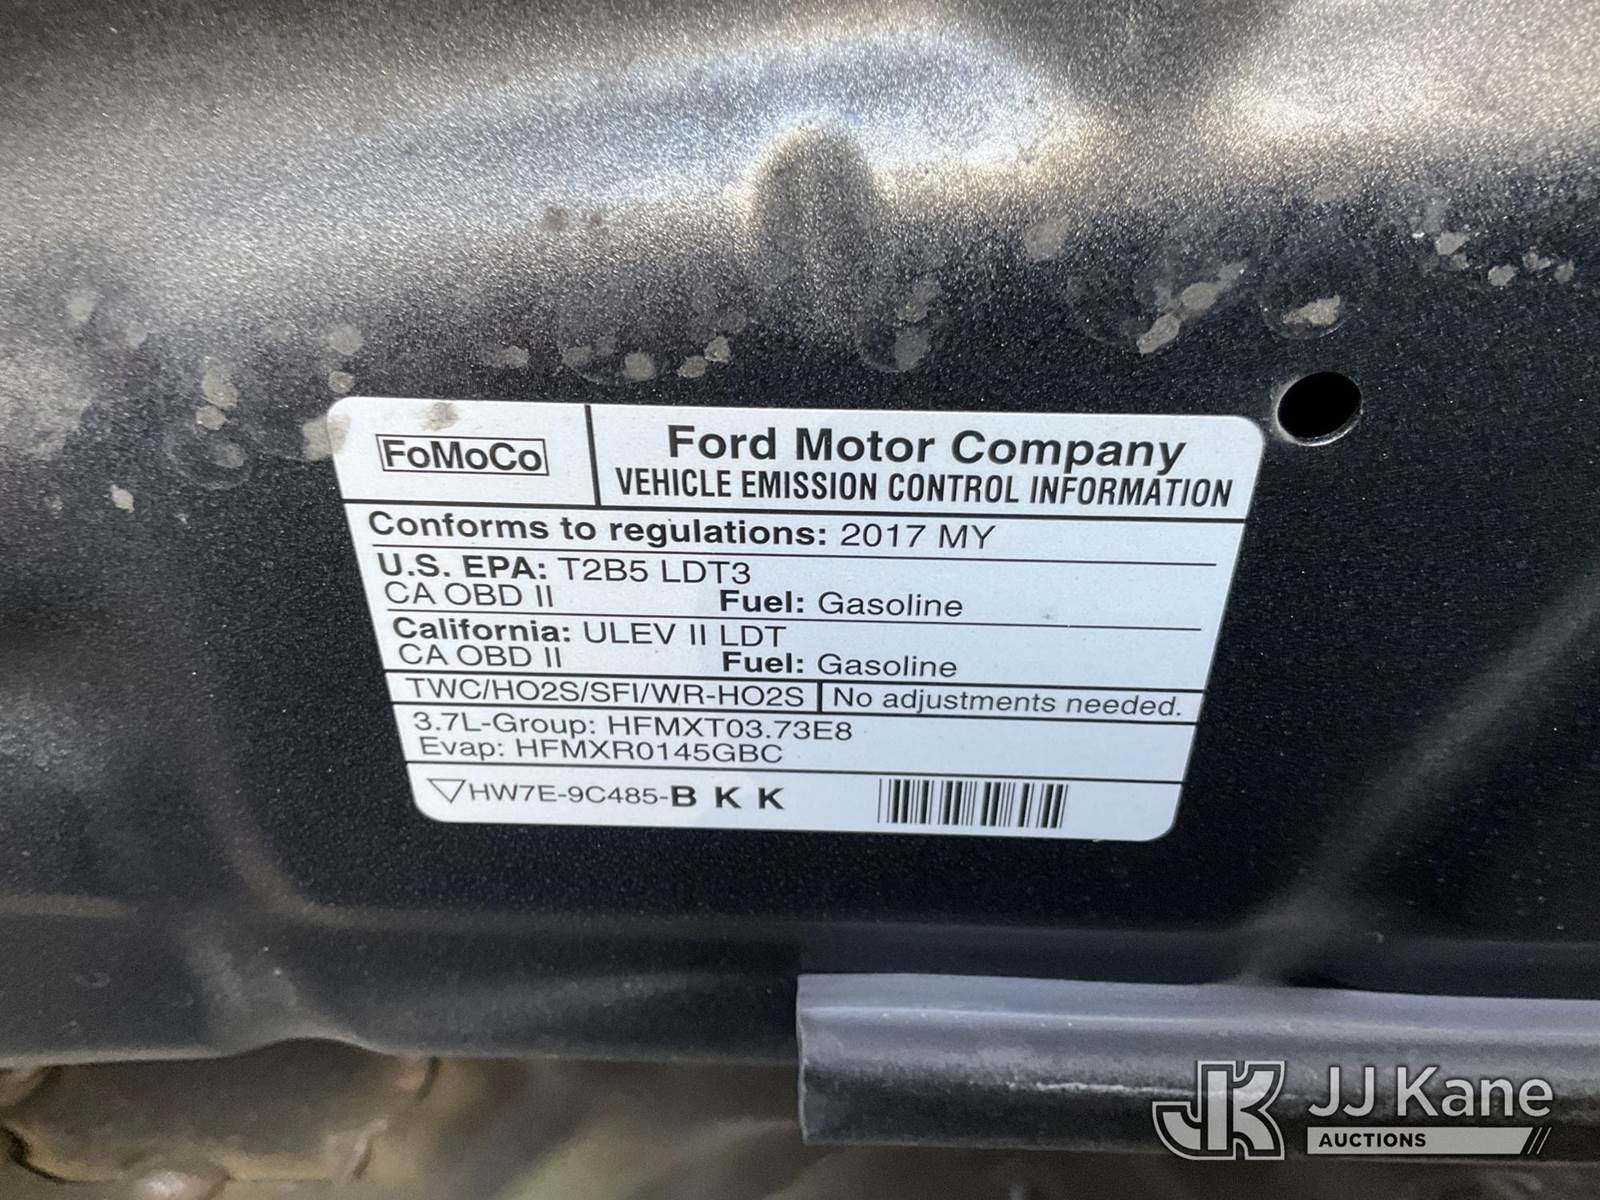 FoMoCo
Ford Motor Company
VEHICLE EMISSION CONTROL INFORMATION
Conforms to regulations: 2017 MY
U.S. EPA: T2B5 LDT3
CA OBD II Fuel: Gasoline
California: ULEV II LDT
CA OBD II Fuel: Gasoline
TWC/HO2S/SFI/WR-HO2S No adjustments needed.
3.7L-Group: HFMXT03.73E8
Evap: HFMXR0145GBC
HW7E-9C485-B K K
JK JJ Kane
AUCTIONS